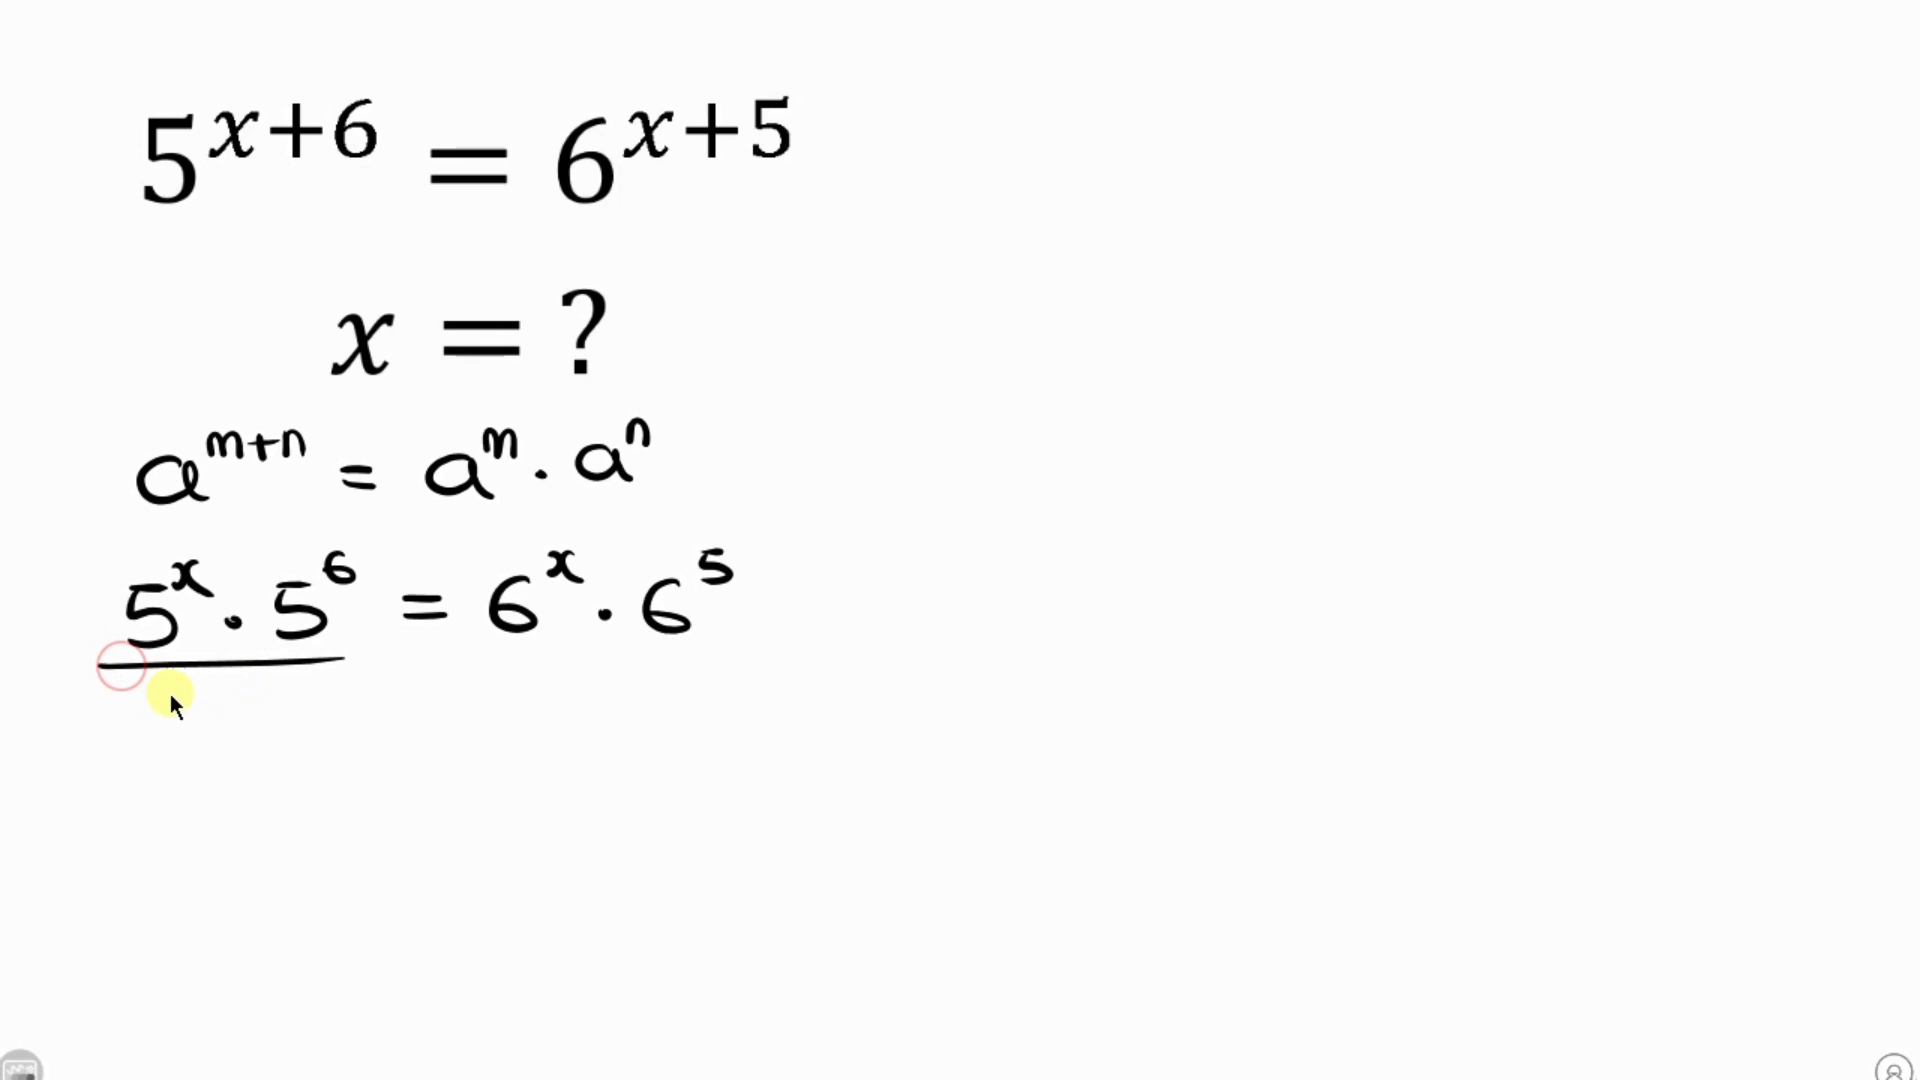 5^{x+6} = 6^{x+5}
x = ?
a^{m+n} = a^m · a^n
5^x · 5^6 = 6^x · 6^5